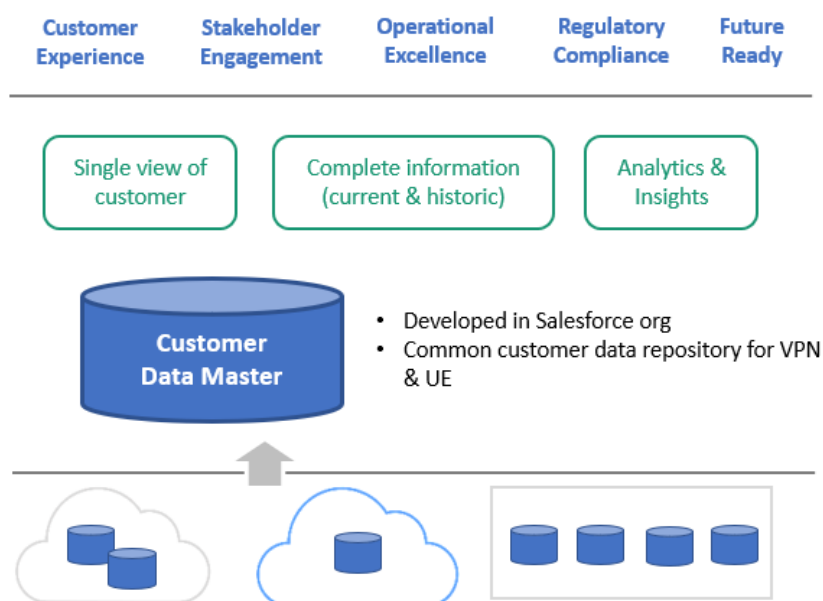 Customer
Experience
Stakeholder
Engagement
Operational
Excellence
Regulatory
Compliance
Future
Ready
Single view of
customer
Complete information
(current & historic)
Analytics &
Insights
Customer
Data Master
• Developed in Salesforce org
• Common customer data repository for VPN
& UE